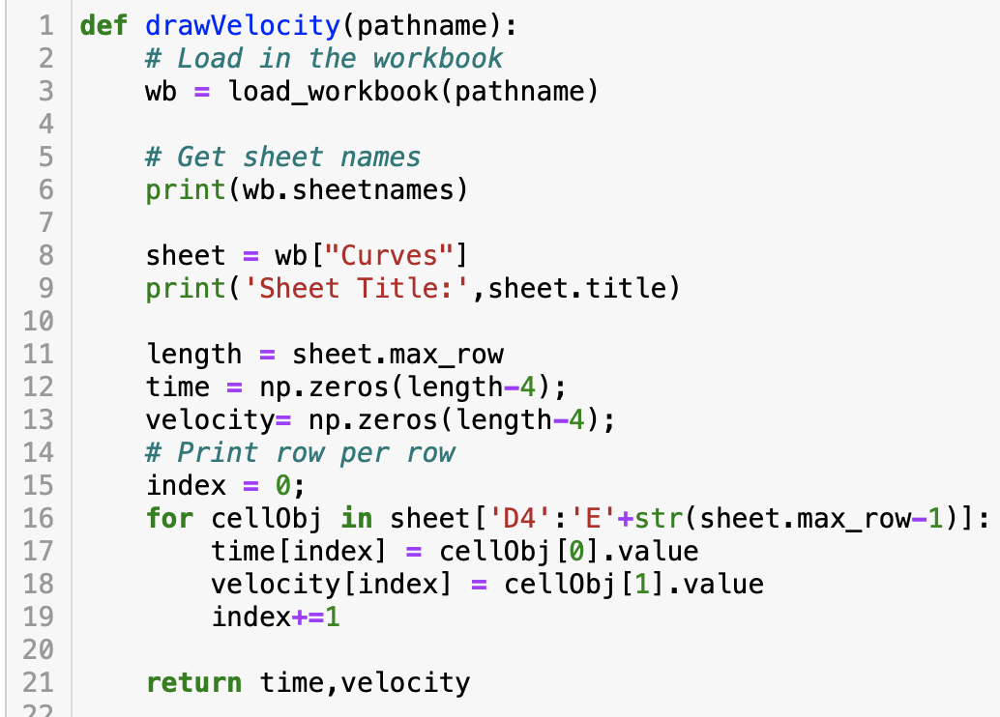 1 def drawVelocity(pathname):
2     # Load in the workbook
3     wb = load_workbook(pathname)
4
5     # Get sheet names
6     print(wb.sheetnames)
7
8     sheet = wb["Curves"]
9     print('Sheet Title:',sheet.title)
10
11     length = sheet.max_row
12     time = np.zeros(length-4);
13     velocity= np.zeros(length-4);
14     # Print row per row
15     index = 0;
16     for cellObj in sheet['D4':'E'+str(sheet.max_row-1)]:
17         time[index] = cellObj[0].value
18         velocity[index] = cellObj[1].value
19         index+=1
20
21     return time,velocity
22